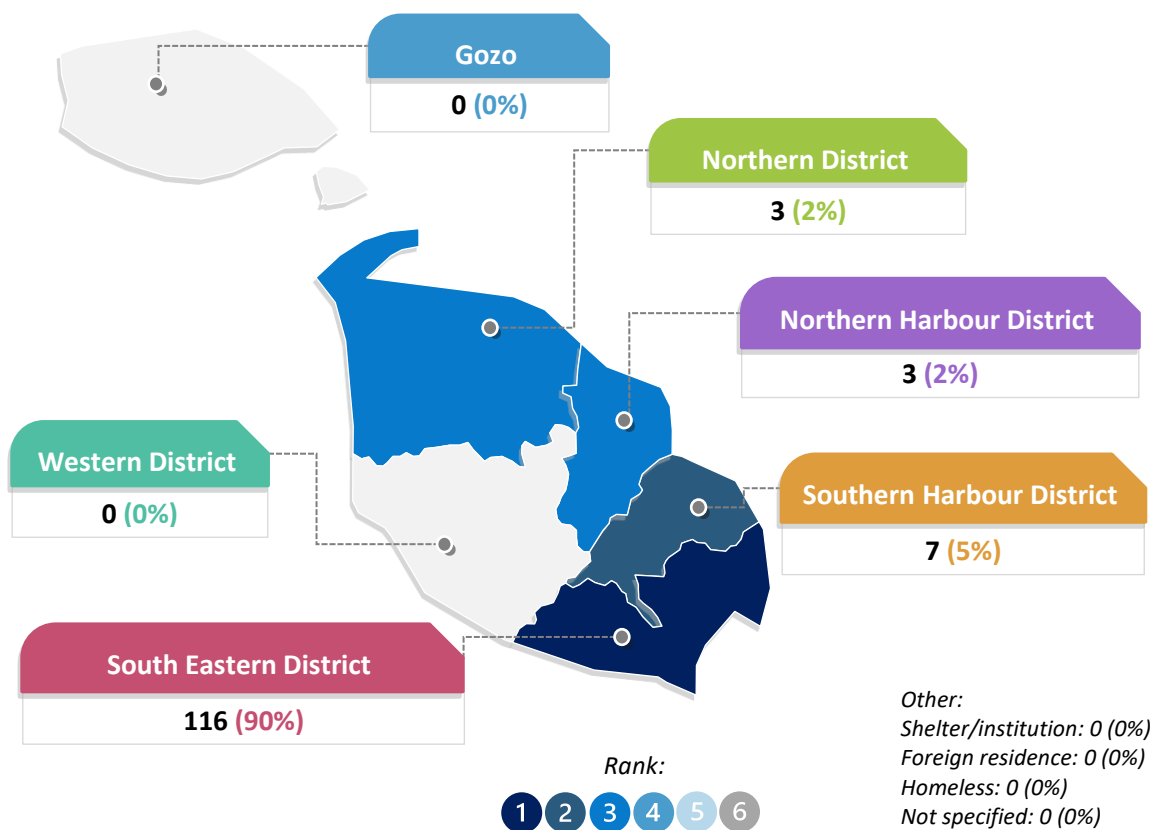 Gozo
0 (0%)
Northern District
3 (2%)
Northern Harbour District
3 (2%)
Western District
0 (0%)
Southern Harbour District
7 (5%)
South Eastern District
116 (90%)
Other:
Shelter/institution: 0 (0%)
Foreign residence: 0 (0%)
Homeless: 0 (0%)
Not specified: 0 (0%)
Rank:
1 2 3 4 5 6